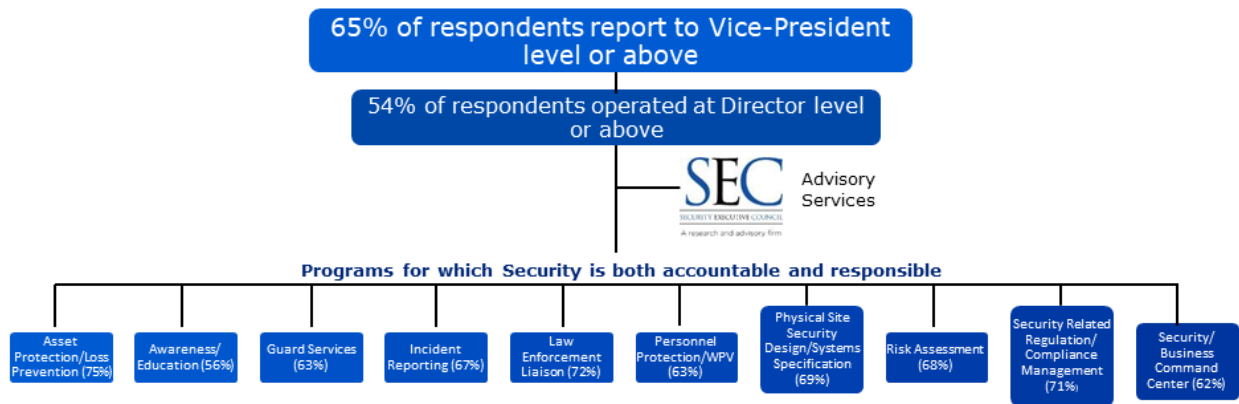 65% of respondents report to Vice-President
level or above
54% of respondents operated at Director level
or above
SEC
SECURITY EXECUTIVE COUNCIL
A research and advisory firm
Advisory
Services
Programs for which Security is both accountable and responsible
Asset
Protection/Loss
Prevention (75%)
Awareness/
Education (56%)
Guard Services
(63%)
Incident
Reporting (67%)
Law
Enforcement
Liaison (72%)
Personnel
Protection/WPV
(63%)
Physical Site
Security
Design/Systems
Specification
(69%)
Risk Assessment
(68%)
Security Related
Regulation/
Compliance
Management
(71%)
Security/
Business
Command
Center (62%)